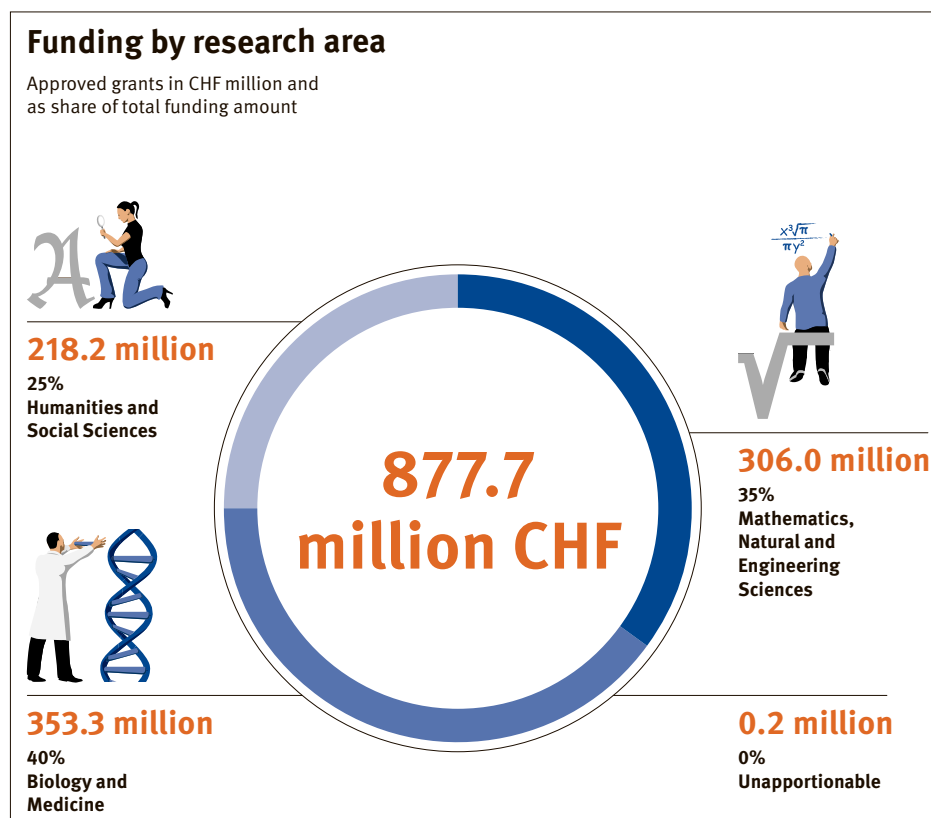 Funding by research area
Approved grants in CHF million and
as share of total funding amount
x³√π
πy²
218.2 million
25%
Humanities and
Social Sciences
877.7
million CHF
306.0 million
35%
Mathematics,
Natural and
Engineering
Sciences
353.3 million
40%
Biology and
Medicine
0.2 million
0%
Unapportionable